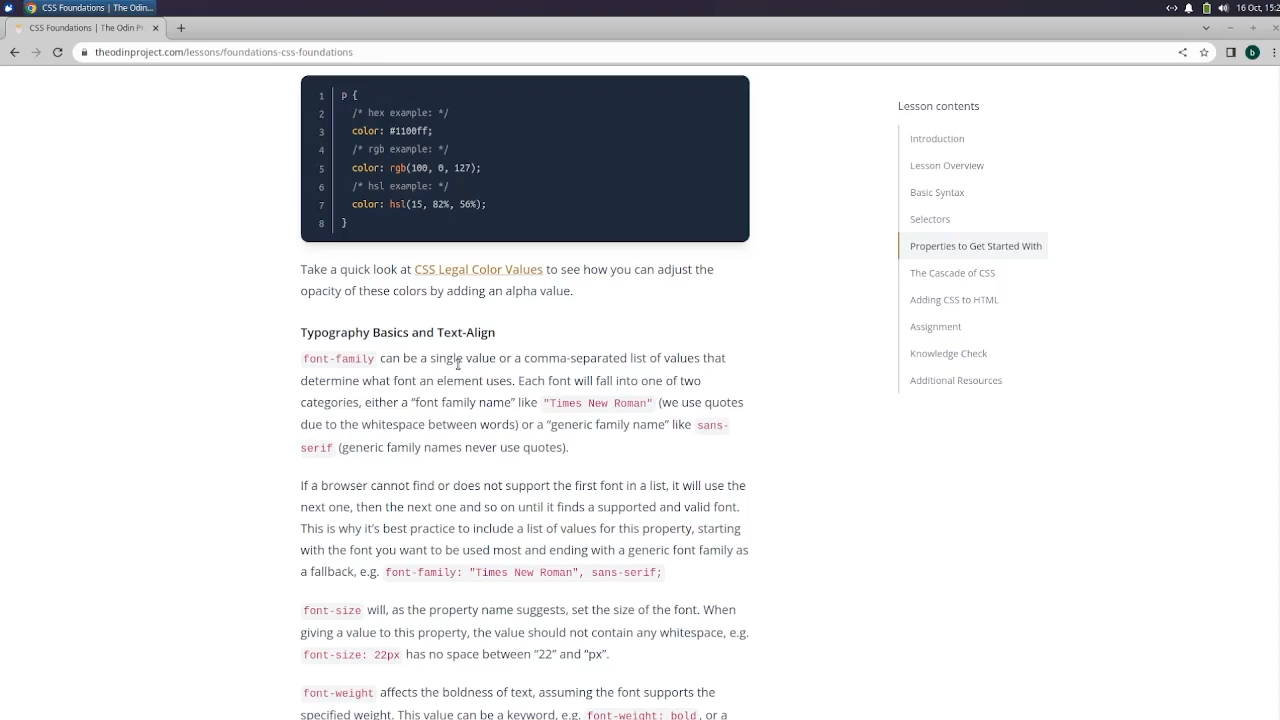 CSS Foundations | The Odin...
16 Oct, 15:2
CSS Foundations | The Odin Pr
theodinproject.com/lessons/foundations-css-foundations
b
1 p {
2 /* hex example: */
3 color: #1100ff;
4 /* rgb example: */
5 color: rgb(100, 0, 127);
6 /* hsl example: */
7 color: hsl(15, 82%, 56%);
8 }
Take a quick look at CSS Legal Color Values to see how you can adjust the
opacity of these colors by adding an alpha value.
Typography Basics and Text-Align
font-family can be a single value or a comma-separated list of values that
determine what font an element uses. Each font will fall into one of two
categories, either a “font family name” like "Times New Roman" (we use quotes
due to the whitespace between words) or a “generic family name” like sans-
serif (generic family names never use quotes).
If a browser cannot find or does not support the first font in a list, it will use the
next one, then the next one and so on until it finds a supported and valid font.
This is why it’s best practice to include a list of values for this property, starting
with the font you want to be used most and ending with a generic font family as
a fallback, e.g. font-family: "Times New Roman", sans-serif;
font-size will, as the property name suggests, set the size of the font. When
giving a value to this property, the value should not contain any whitespace, e.g.
font-size: 22px has no space between “22” and “px”.
font-weight affects the boldness of text, assuming the font supports the
specified weight. This value can be a keyword, e.g. font-weight: bold, or a
Lesson contents
Introduction
Lesson Overview
Basic Syntax
Selectors
Properties to Get Started With
The Cascade of CSS
Adding CSS to HTML
Assignment
Knowledge Check
Additional Resources